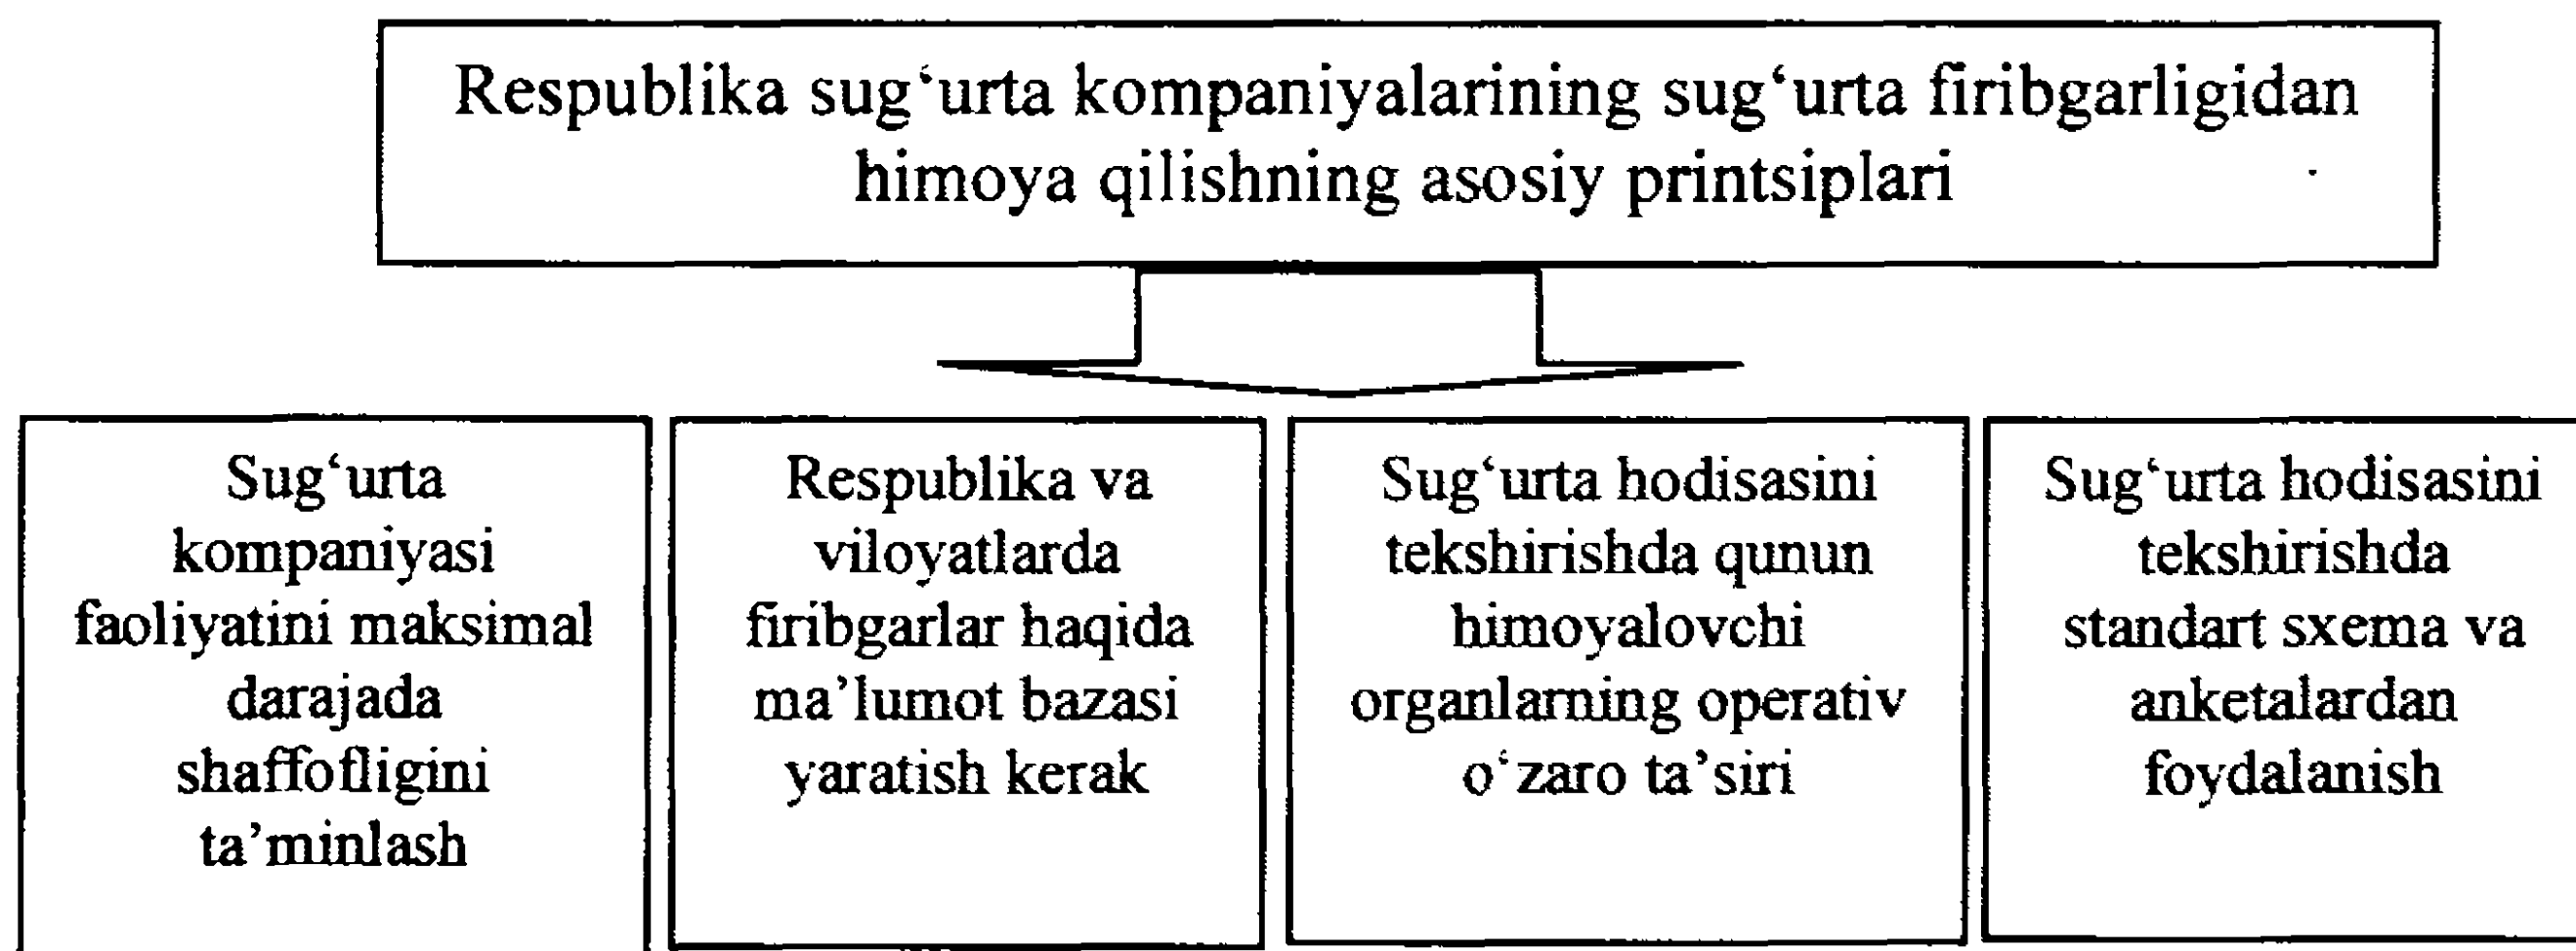 Respublika sug‘urta kompaniyalarining sug‘urta firibgarligidan
himoya qilishning asosiy printsiplari
Sug‘urta
kompaniyasi
faoliyatini maksimal
darajada
shaffofligini
ta’minlash
Respublika va
viloyatlarda
firibgarlar haqida
ma’lumot bazasi
yaratish kerak
Sug‘urta hodisasini
tekshirishda qunun
himoyalovchi
organlarning operativ
o‘zaro ta’siri
Sug‘urta hodisasini
tekshirishda
standart sxema va
anketalardan
foydalanish